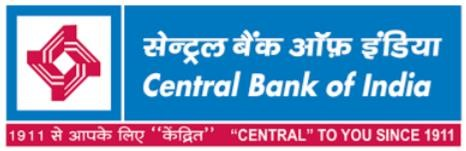 सेन्ट्रल बैंक ऑफ़ इंडिया
Central Bank of India
1911 से आपके लिए “केंद्रित” “CENTRAL” TO YOU SINCE 1911